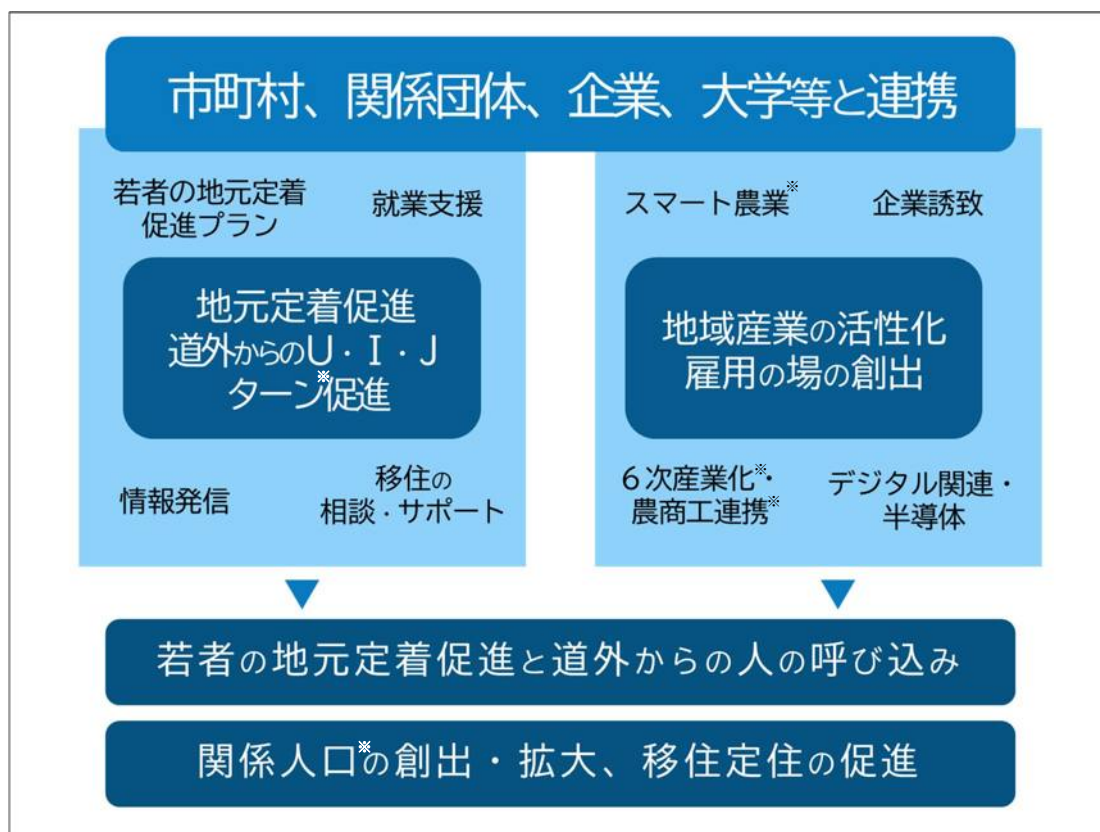 市町村、関係団体、企業、大学等と連携
若者の地元定着
促進プラン
就業支援
地元定着促進
道外からのU・I・J
ターン※促進
情報発信
移住の
相談・サポート
スマート農業※
企業誘致
地域産業の活性化
雇用の場の創出
6次産業化※・
農商工連携※
デジタル関連・
半導体
若者の地元定着促進と道外からの人の呼び込み
関係人口※の創出・拡大、移住定住の促進